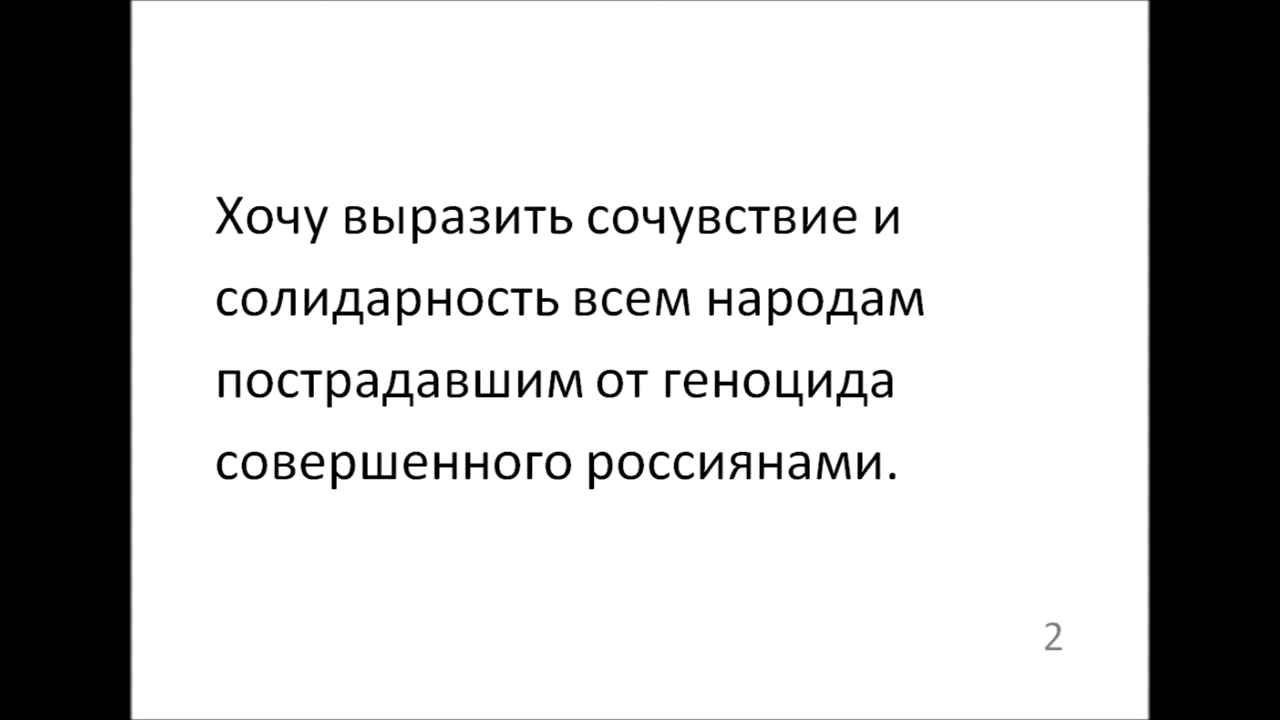 Хочу выразить сочувствие и
солидарность всем народам
пострадавшим от геноцида
совершенного россиянами.
2